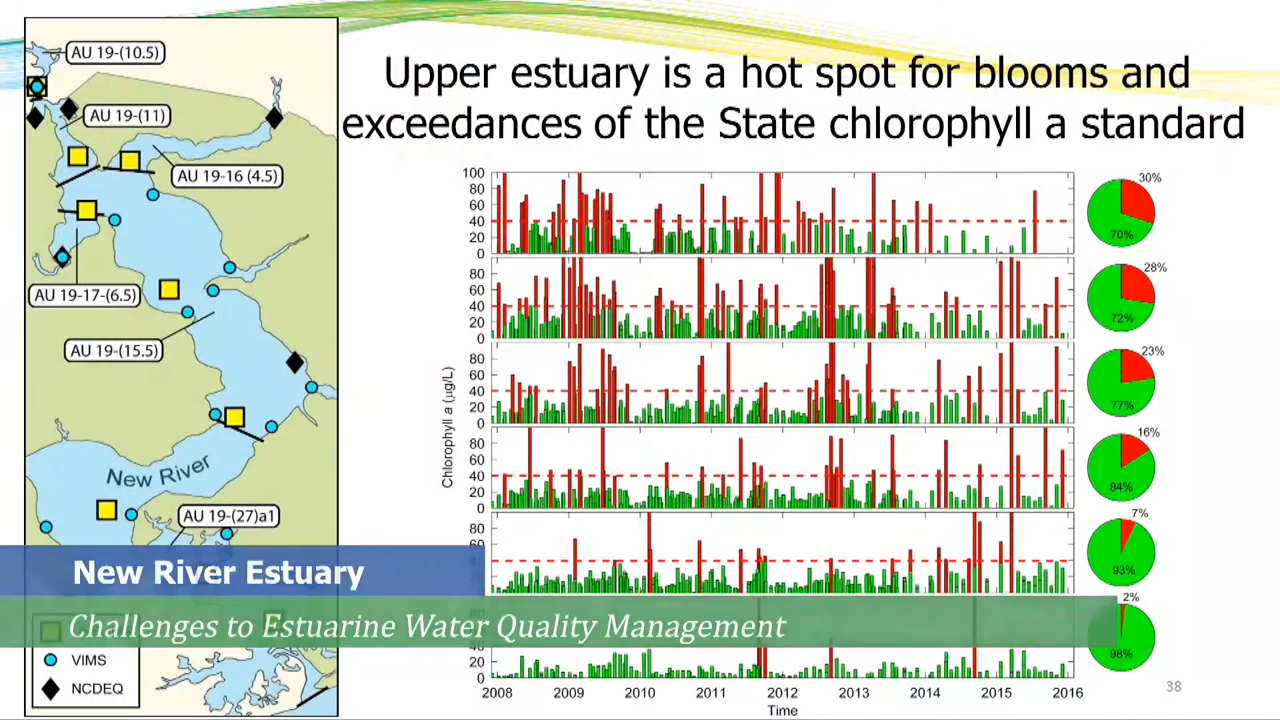 Upper estuary is a hot spot for blooms and
exceedances of the State chlorophyll a standard
AU 19-(10.5)
AU 19-(11)
AU 19-16 (4.5)
AU 19-17-(6.5)
AU 19-(15.5)
New River
AU 19-(27)a1
New River Estuary
Challenges to Estuarine Water Quality Management
VIMS
NCDEQ
Chlorophyll a (µg/L)
100
80
60
40
20
0
80
60
40
20
0
80
60
40
20
0
80
60
40
20
0
80
60
20
0
2008 2009 2010 2011 2012 2013 2014 2015 2016
Time
30%
70%
28%
72%
23%
77%
16%
84%
7%
93%
2%
98%
38